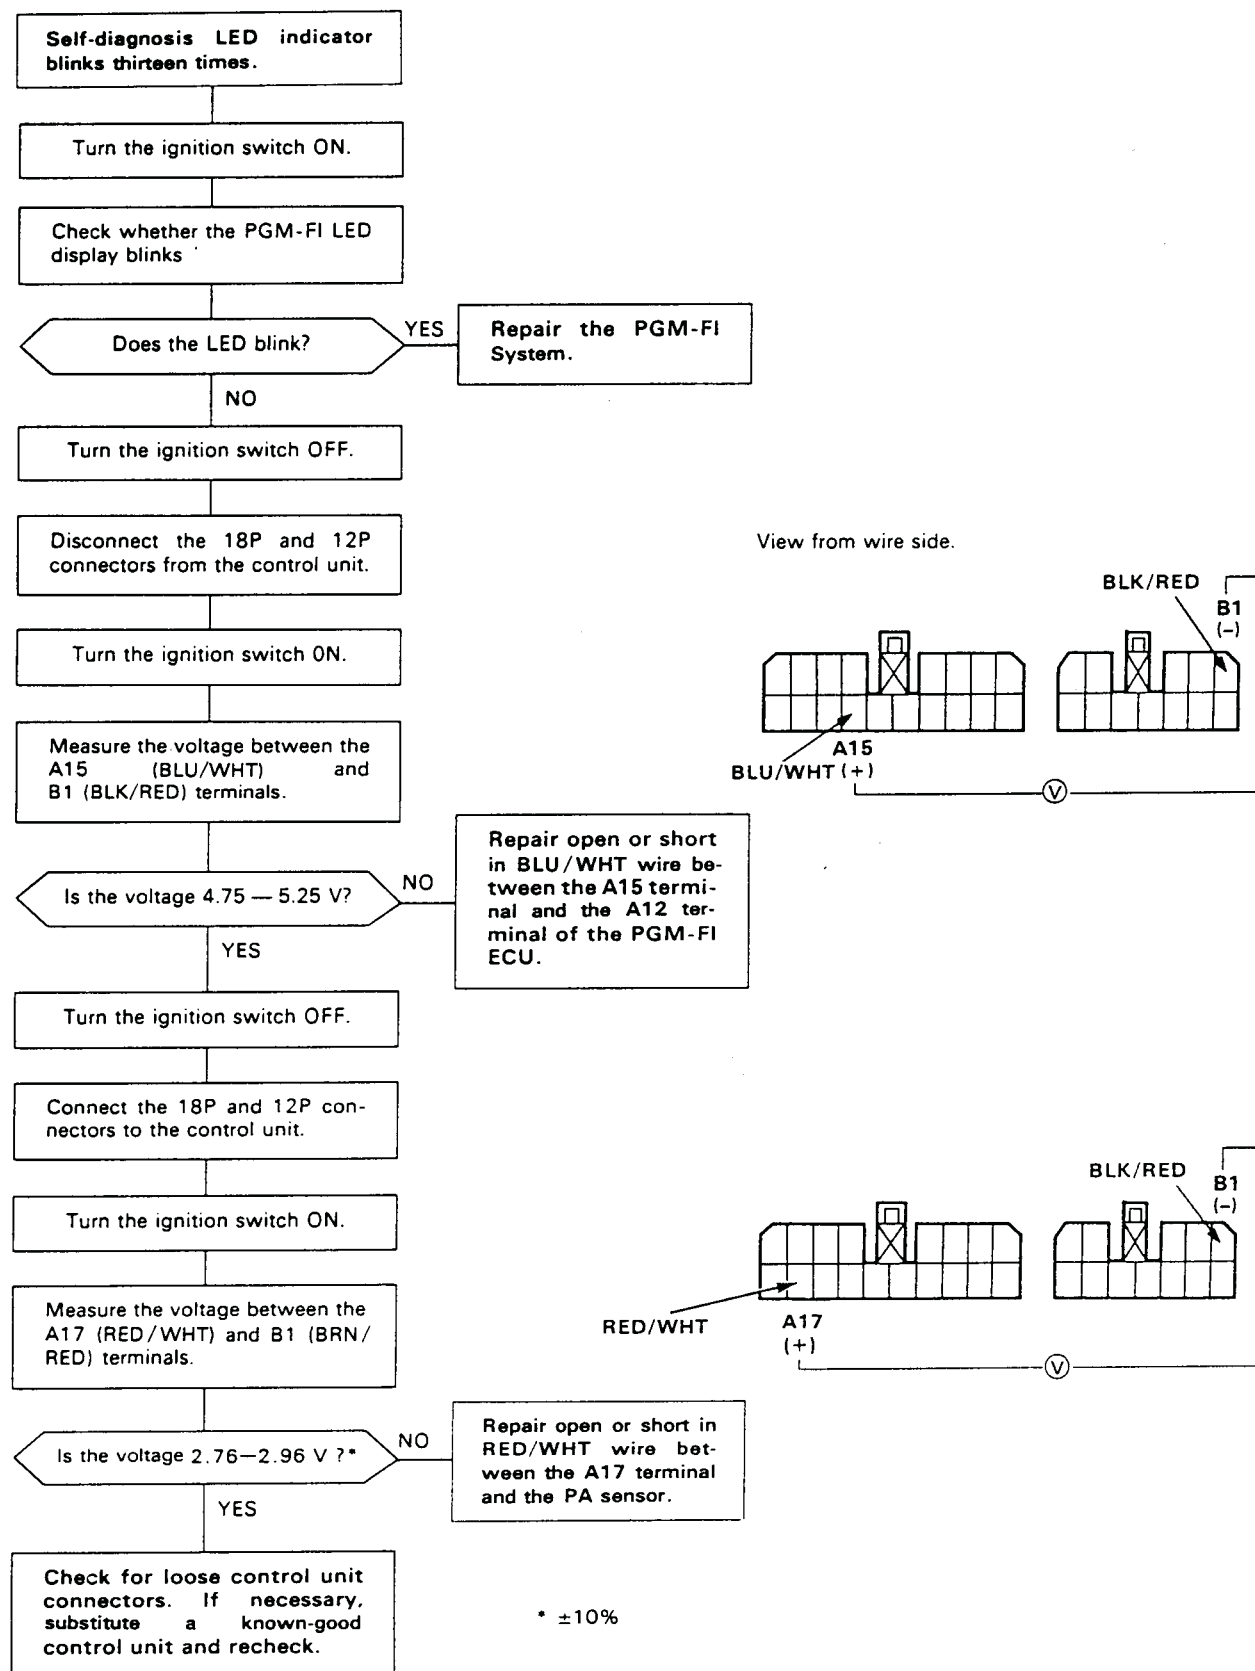 Self-diagnosis LED indicator
blinks thirteen times.
Turn the ignition switch ON.
Check whether the PGM-FI LED
display blinks
Does the LED blink?
YES
Repair the PGM-FI
System.
NO
Turn the ignition switch OFF.
Disconnect the 18P and 12P
connectors from the control unit.
Turn the ignition switch ON.
Measure the voltage between the
A15 (BLU/WHT) and
B1 (BLK/RED) terminals.
View from wire side.
BLK/RED
B1
(–)
A15
BLU/WHT (+)
V
Is the voltage 4.75 — 5.25 V?
NO
Repair open or short
in BLU/WHT wire be-
tween the A15 termi-
nal and the A12 ter-
minal of the PGM-FI
ECU.
YES
Turn the ignition switch OFF.
Connect the 18P and 12P con-
nectors to the control unit.
Turn the ignition switch ON.
Measure the voltage between the
A17 (RED/WHT) and B1 (BRN/
RED) terminals.
BLK/RED
B1
(–)
RED/WHT
A17
(+)
V
Is the voltage 2.76—2.96 V ?*
NO
Repair open or short in
RED/WHT wire bet-
ween the A17 terminal
and the PA sensor.
YES
Check for loose control unit
connectors. If necessary,
substitute a known-good
control unit and recheck.
* ±10%